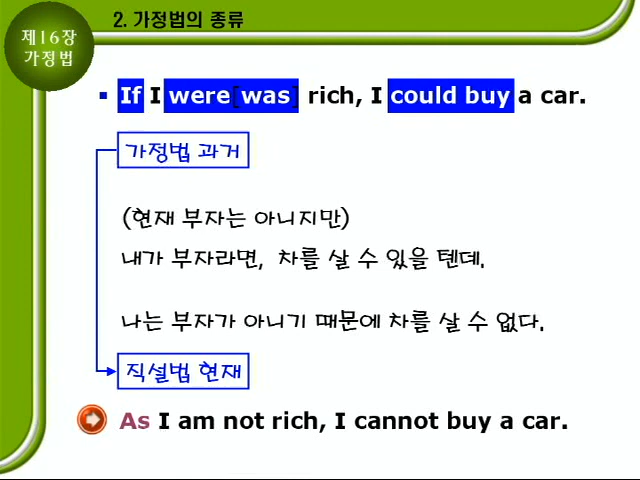 2. 가정법의 종류
제16장
가정법
If I were[was] rich, I could buy a car.
가정법 과거
(현재 부자는 아니지만)
내가 부자라면, 차를 살 수 있을 텐데.
나는 부자가 아니기 때문에 차를 살 수 없다.
직설법 현재
As I am not rich, I cannot buy a car.